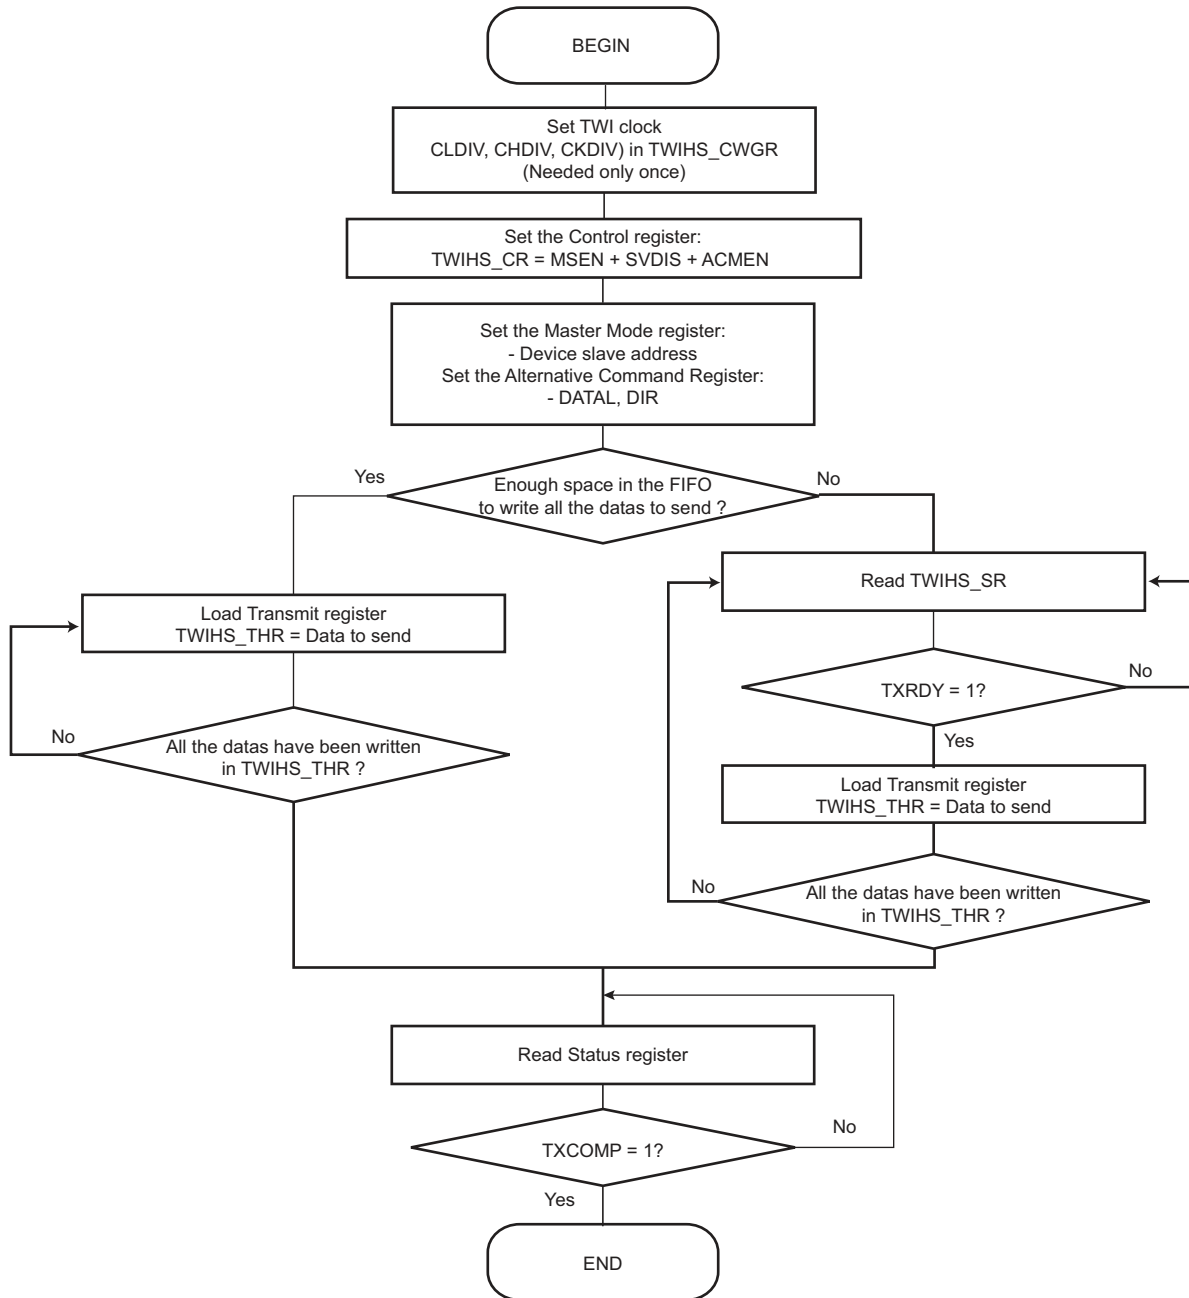 BEGIN
Set TWI clock
CLDIV, CHDIV, CKDIV) in TWIHS_CWGR
(Needed only once)
Set the Control register:
TWIHS_CR = MSEN + SVDIS + ACMEN
Set the Master Mode register:
- Device slave address
Set the Alternative Command Register:
- DATAL, DIR
Yes
Enough space in the FIFO
to write all the datas to send ?
No
Load Transmit register
TWIHS_THR = Data to send
No
All the datas have been written
in TWIHS_THR ?
Read TWIHS_SR
TXRDY = 1?
No
Yes
Load Transmit register
TWIHS_THR = Data to send
No
All the datas have been written
in TWIHS_THR ?
Read Status register
TXCOMP = 1?
No
Yes
END